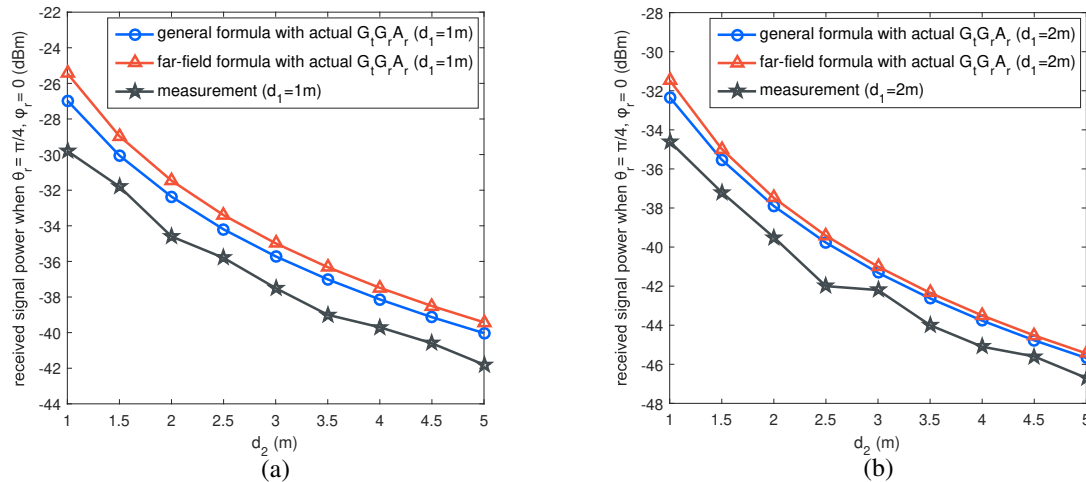 received signal power when θr = π/4, φr = 0 (dBm)
-22
-24
-26
-28
-30
-32
-34
-36
-38
-40
-42
-44
general formula with actual GtGrAr (d1=1m)
far-field formula with actual GtGrAr (d1=1m)
measurement (d1=1m)
1 1.5 2 2.5 3 3.5 4 4.5 5
d2 (m)
(a)
received signal power when θr = π/4, φr = 0 (dBm)
-28
-30
-32
-34
-36
-38
-40
-42
-44
-46
-48
general formula with actual GtGrAr (d1=2m)
far-field formula with actual GtGrAr (d1=2m)
measurement (d1=2m)
1 1.5 2 2.5 3 3.5 4 4.5 5
d2 (m)
(b)